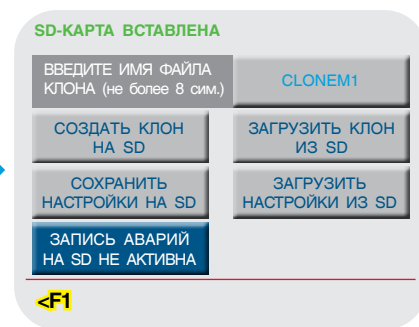 SD-КАРТА ВСТАВЛЕНА
ВВЕДИТЕ ИМЯ ФАЙЛА
КЛОНА (не более 8 сим.)
CLONEM1
СОЗДАТЬ КЛОН
НА SD
ЗАГРУЗИТЬ КЛОН
ИЗ SD
СОХРАНИТЬ
НАСТРОЙКИ НА SD
ЗАГРУЗИТЬ
НАСТРОЙКИ ИЗ SD
ЗАПИСЬ АВАРИЙ
НА SD НЕ АКТИВНА
<F1